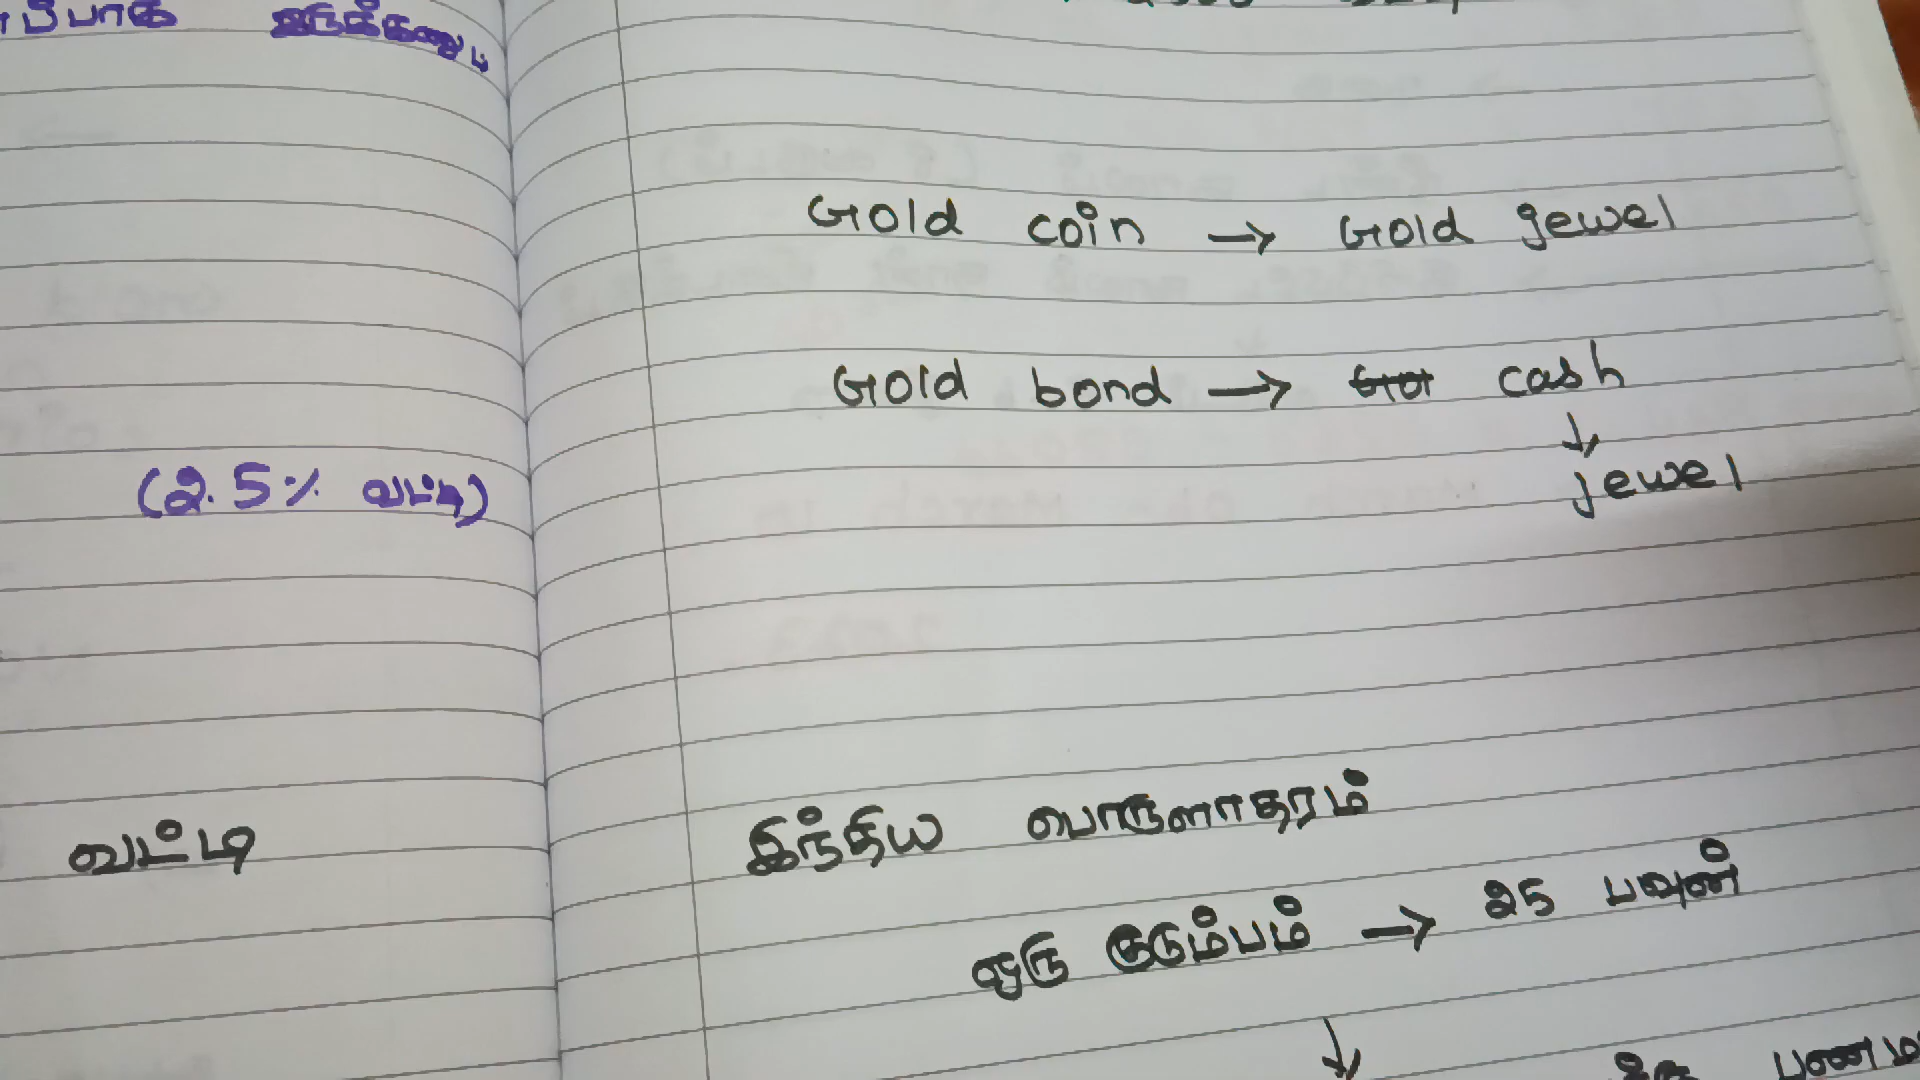 (2.5% வட்டி)
வட்டி
Gold coin → Gold jewel
Gold bond → cash
↓
jewel
இந்திய பொருளாதாரம்
ஒரு குடும்பம் → 25 பவுன்
↓